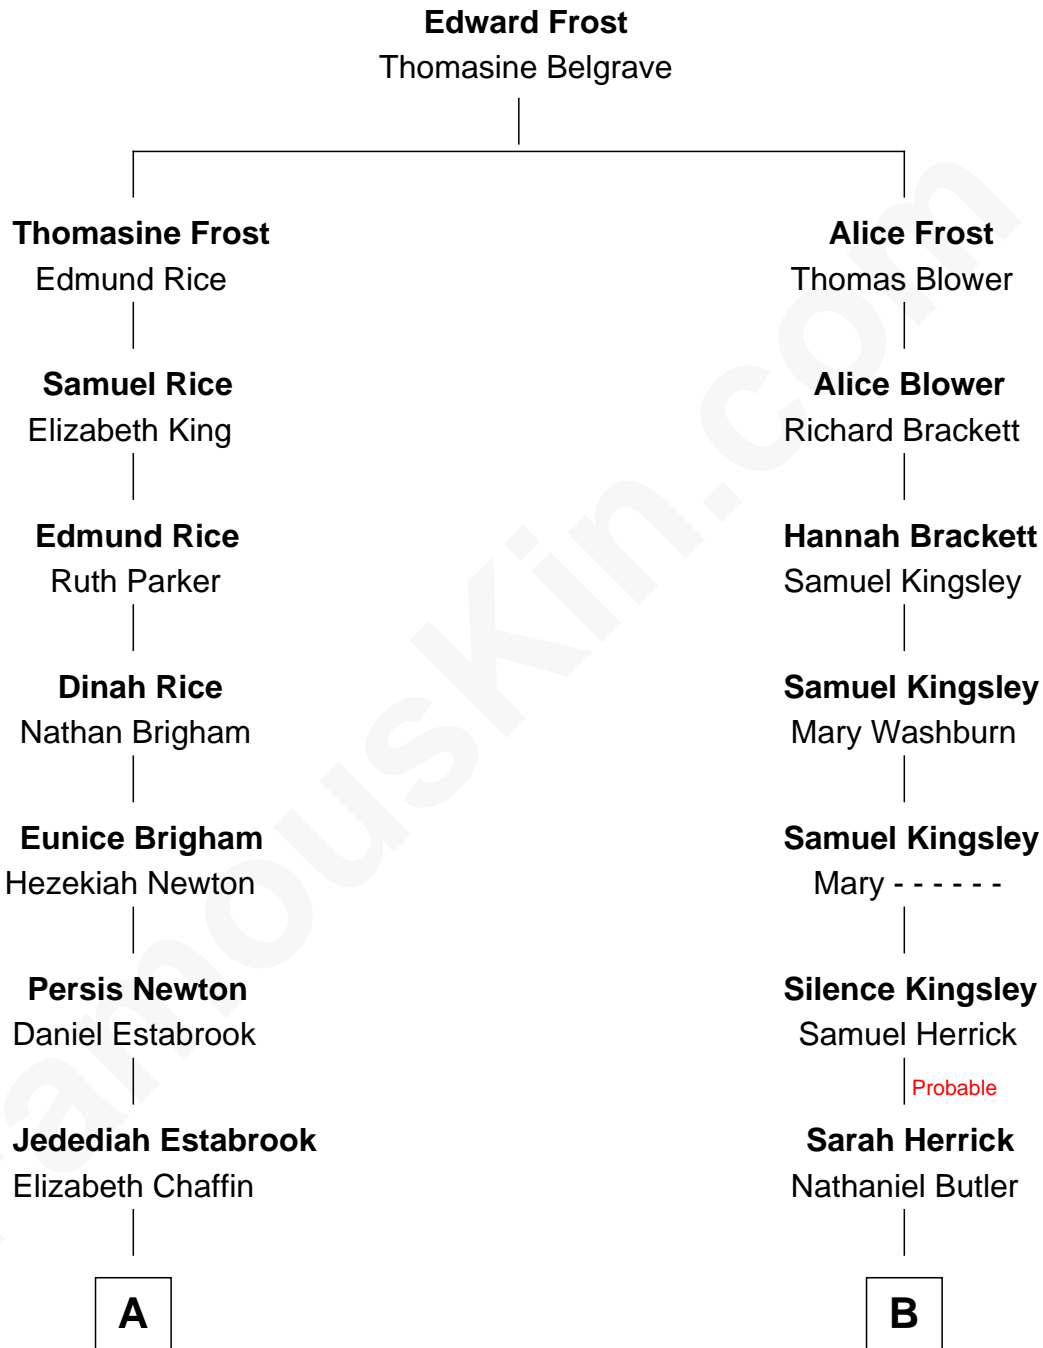 Edward Frost
Thomasine Belgrave
Thomasine Frost
Edmund Rice
Alice Frost
Thomas Blower
Samuel Rice
Elizabeth King
Alice Blower
Richard Brackett
Edmund Rice
Ruth Parker
Hannah Brackett
Samuel Kingsley
Dinah Rice
Nathan Brigham
Samuel Kingsley
Mary Washburn
Eunice Brigham
Hezekiah Newton
Samuel Kingsley
Mary - - - - - -
Persis Newton
Daniel Estabrook
Silence Kingsley
Samuel Herrick
Probable
Jedediah Estabrook
Elizabeth Chaffin
Sarah Herrick
Nathaniel Butler
A
B
FamousKin.com